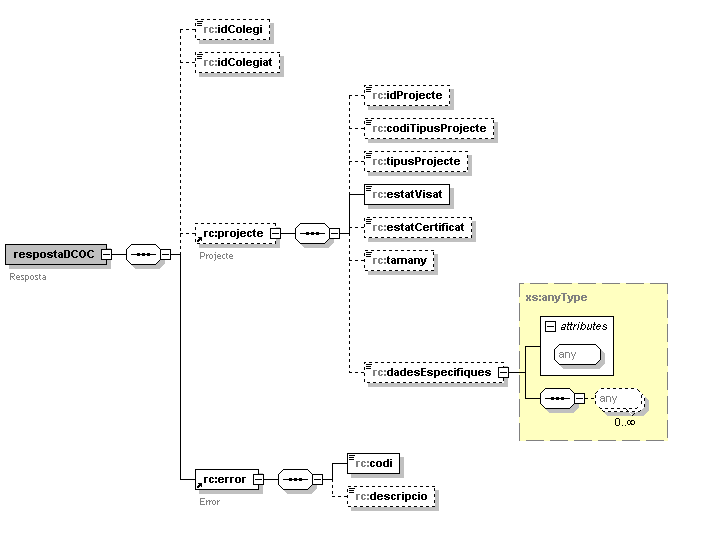 rc:idColegi
rc:idColegiat
rc:idProjecte
rc:codiTipusProjecte
rc:tipusProjecte
rc:estatVisat
rc:projecte
Projecte
rc:estatCertificat
respostaDCOC
Resposta
rc:tamany
xs:anyType
attributes
any
rc:dadesEspecifiques
any
0..∞
rc:error
Error
rc:codi
rc:descripcio